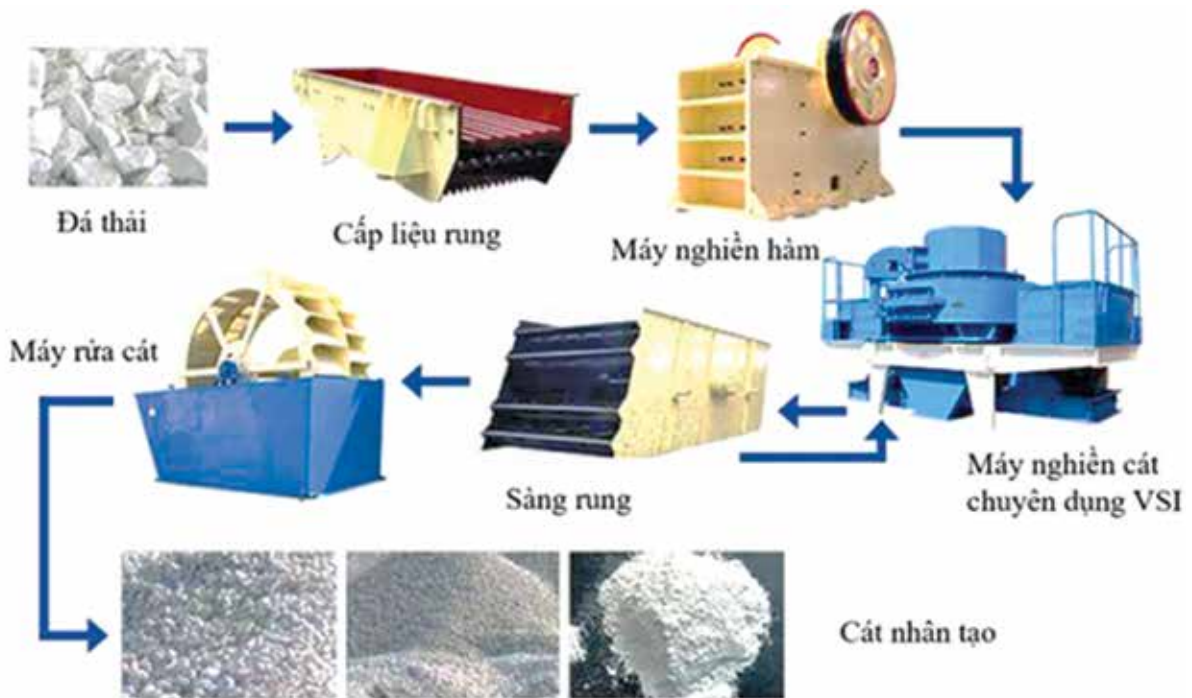 Đá thải
Cấp liệu rung
Máy nghiền hàm
Máy rửa cát
Sàng rung
Máy nghiền cát
chuyên dụng VSI
Cát nhân tạo